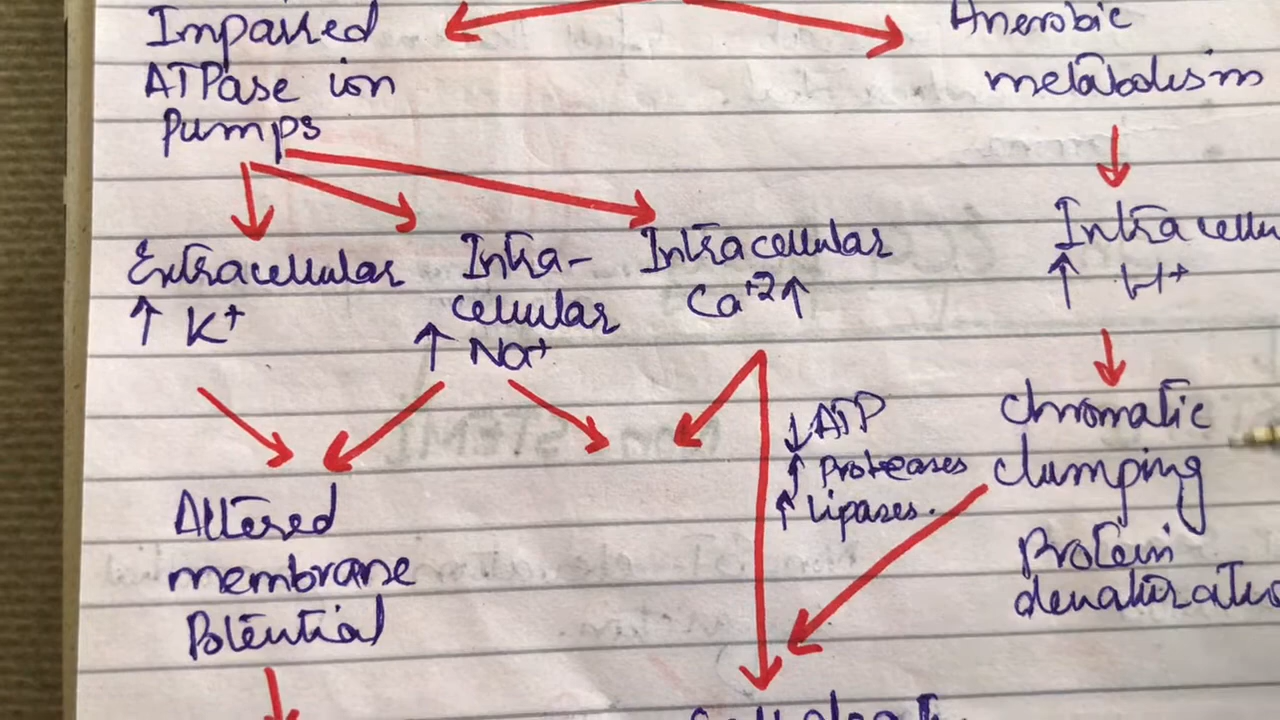 Impaired
ATPase ion
Pumps
Anerobic
metabolism
Extracellular
↑ K+
Intra-
cellular
↑ Na+
Intracellular
Ca+2↑
Intracellu
↑ H+
Altered
membrane
Potential
↓ATP
↑ Proteases
↑ Lipases.
Chromatic
clumping
Protein
denaturatio